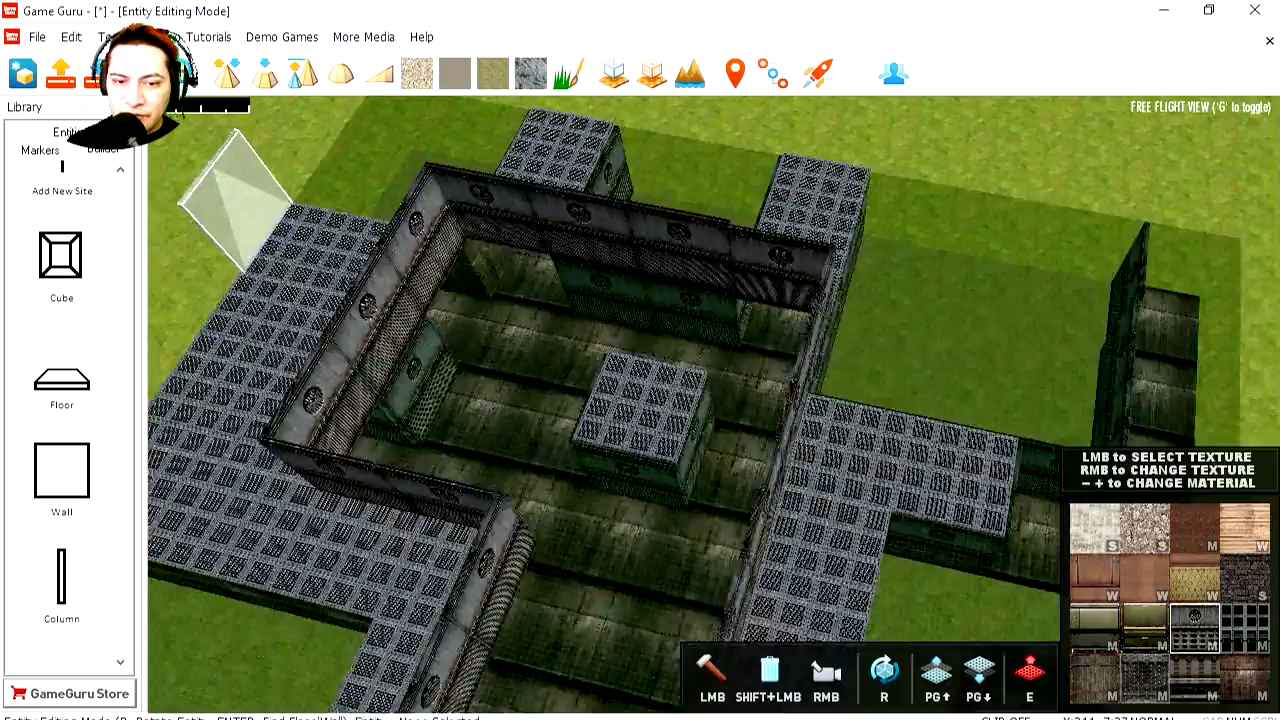 Game Guru - [*] - [Entity Editing Mode]
File Edit Tutorials Demo Games More Media Help
Library
FREE FLIGHT VIEW ('G' to toggle)
Markers
Add New Site
Cube
Floor
Wall
Column
GameGuru Store
LMB to SELECT TEXTURE
RMB to CHANGE TEXTURE
- + to CHANGE MATERIAL
S S M W
W W W S
M M M M
M M M M
LMB SHIFT+LMB RMB R PG↑ PG↓ E